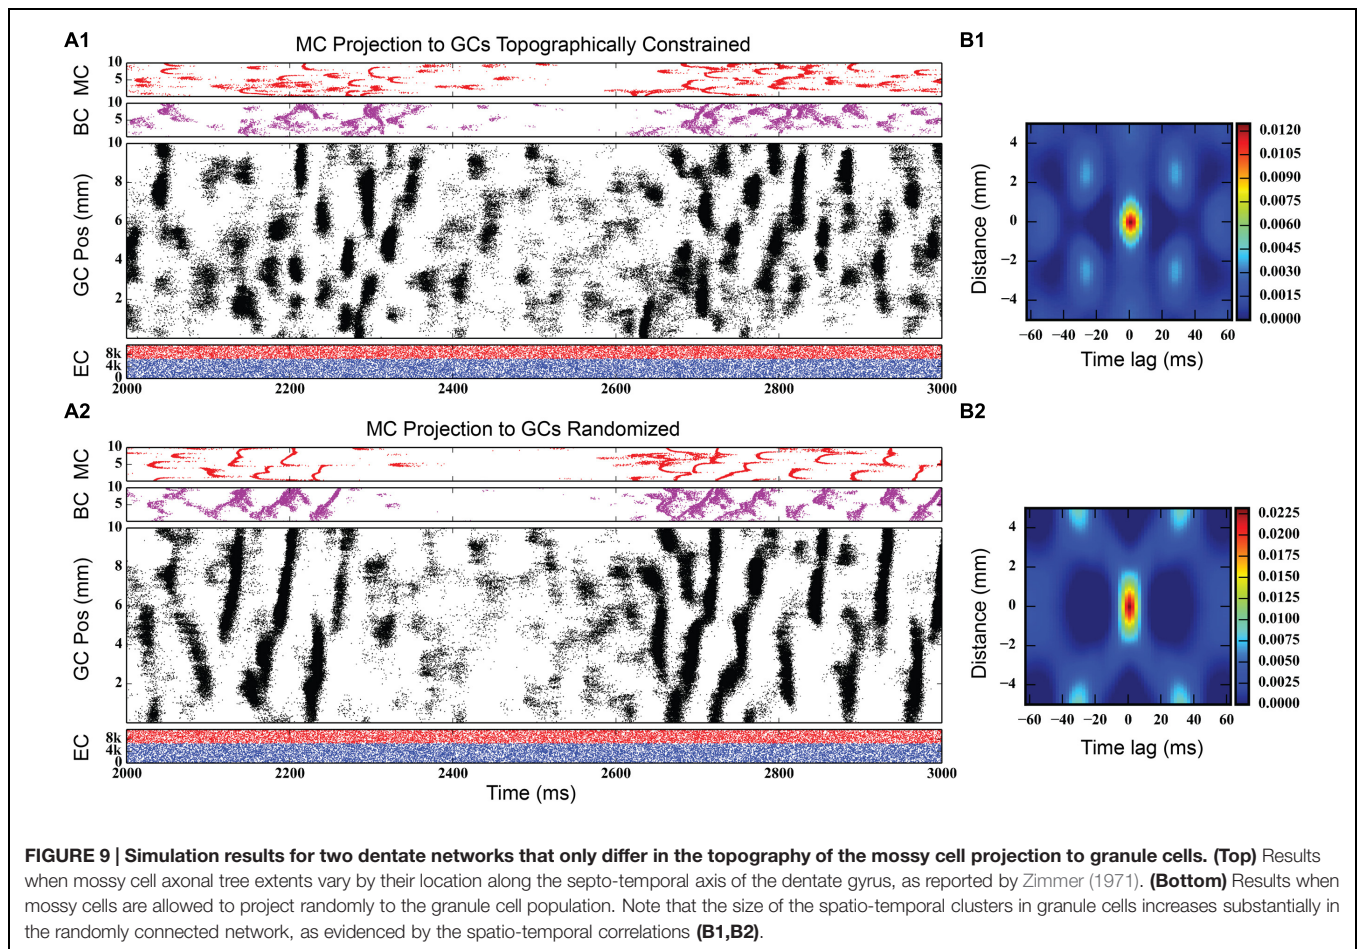 A1
MC Projection to GCs Topographically Constrained
B1
MC
10
5
BC
10
5
GC Pos (mm)
10
8
6
4
2
EC
8k
4k
0
2000 2200 2400 2600 2800 3000
Distance (mm)
4
2
0
−2
−4
−60 −40 −20 0 20 40 60
Time lag (ms)
0.0120
0.0105
0.0090
0.0075
0.0060
0.0045
0.0030
0.0015
0.0000
A2
MC Projection to GCs Randomized
B2
MC
10
5
BC
10
5
GC Pos (mm)
10
8
6
4
2
EC
8k
4k
0
2000 2200 2400 2600 2800 3000
Time (ms)
Distance (mm)
4
2
0
−2
−4
−60 −40 −20 0 20 40 60
Time lag (ms)
0.0225
0.0200
0.0175
0.0150
0.0125
0.0100
0.0075
0.0050
0.0025
0.0000
FIGURE 9 | Simulation results for two dentate networks that only differ in the topography of the mossy cell projection to granule cells. (Top) Results
when mossy cell axonal tree extents vary by their location along the septo-temporal axis of the dentate gyrus, as reported by Zimmer (1971). (Bottom) Results when
mossy cells are allowed to project randomly to the granule cell population. Note that the size of the spatio-temporal clusters in granule cells increases substantially in
the randomly connected network, as evidenced by the spatio-temporal correlations (B1,B2).